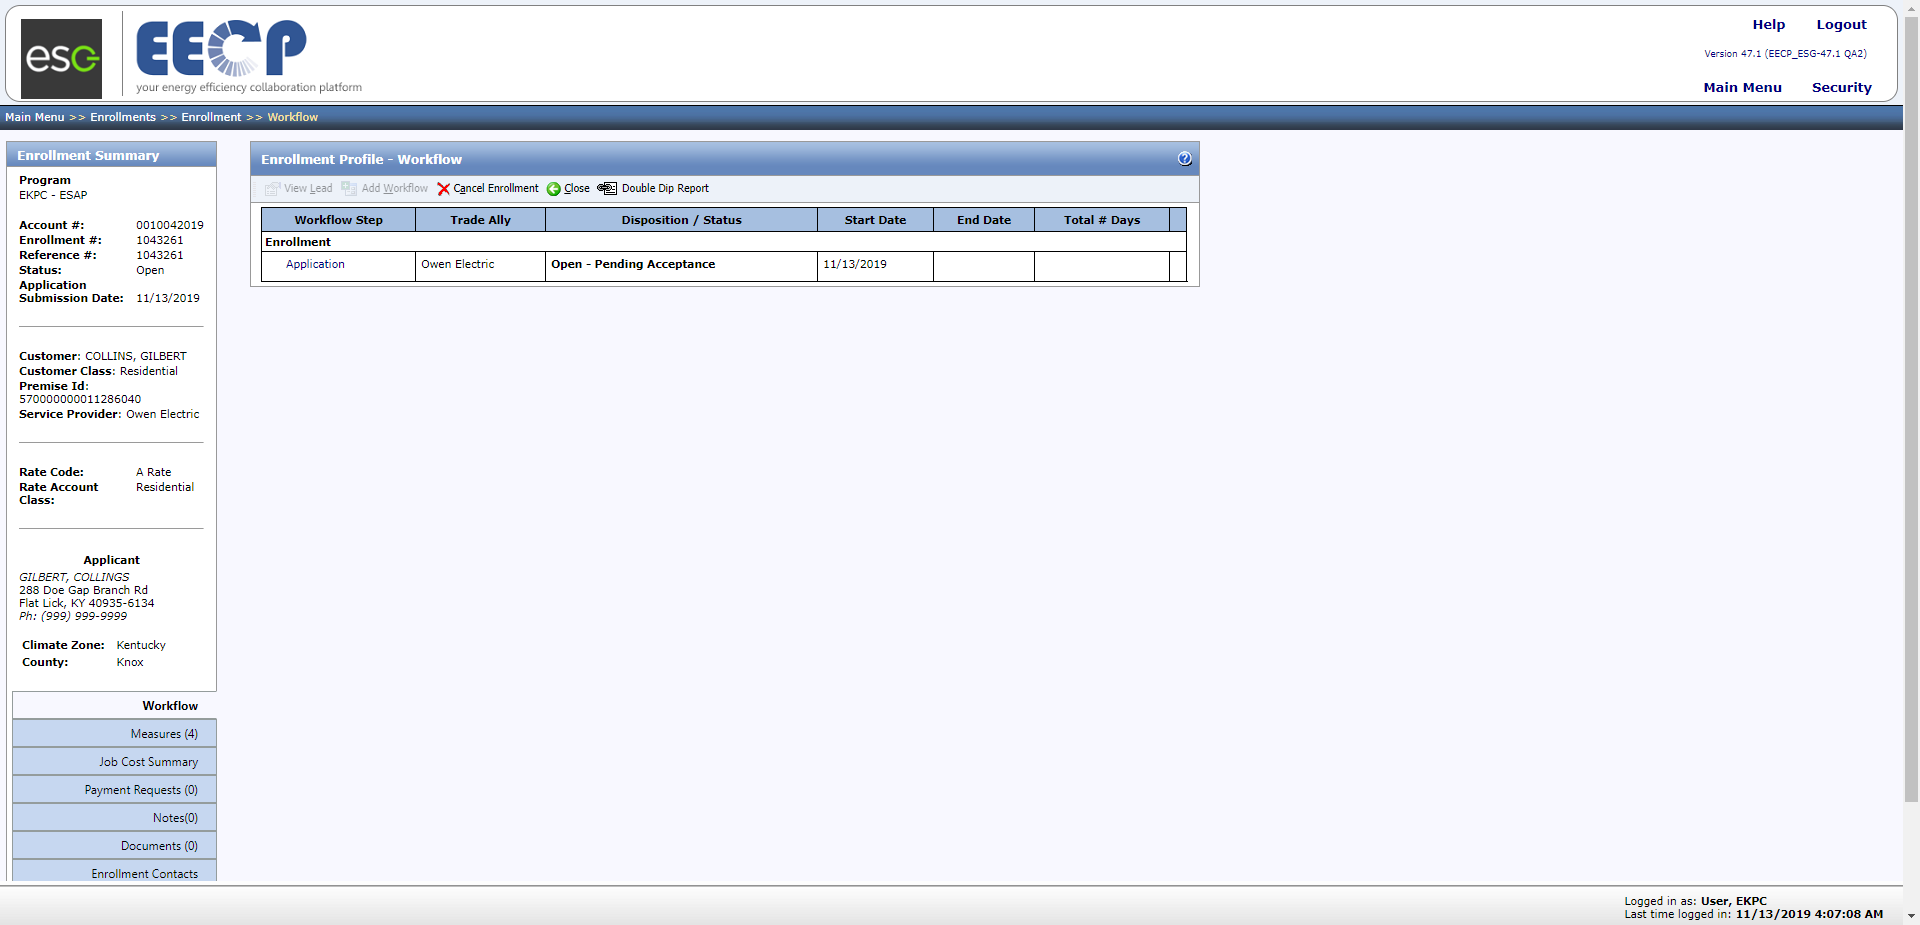 esg
EECP
your energy efficiency collaboration platform
Help Logout
Version 47.1 (EECP_ESG-47.1 QA2)
Main Menu Security
Main Menu >> Enrollments >> Enrollment >> Workflow
Enrollment Summary
Program
EKPC - ESAP
Account #: 0010042019
Enrollment #: 1043261
Reference #: 1043261
Status: Open
Application
Submission Date: 11/13/2019
Customer: COLLINS, GILBERT
Customer Class: Residential
Premise Id:
570000000011286040
Service Provider: Owen Electric
Rate Code: A Rate
Rate Account Residential
Class:
Applicant
GILBERT, COLLINGS
288 Doe Gap Branch Rd
Flat Lick, KY 40935-6134
Ph: (999) 999-9999
Climate Zone: Kentucky
County: Knox
Workflow
Measures (4)
Job Cost Summary
Payment Requests (0)
Notes(0)
Documents (0)
Enrollment Contacts
Enrollment Profile - Workflow ?
View Lead Add Workflow Cancel Enrollment Close Double Dip Report
Workflow Step Trade Ally Disposition / Status Start Date End Date Total # Days
Enrollment
Application Owen Electric Open - Pending Acceptance 11/13/2019
Logged in as: User, EKPC
Last time logged in: 11/13/2019 4:07:08 AM